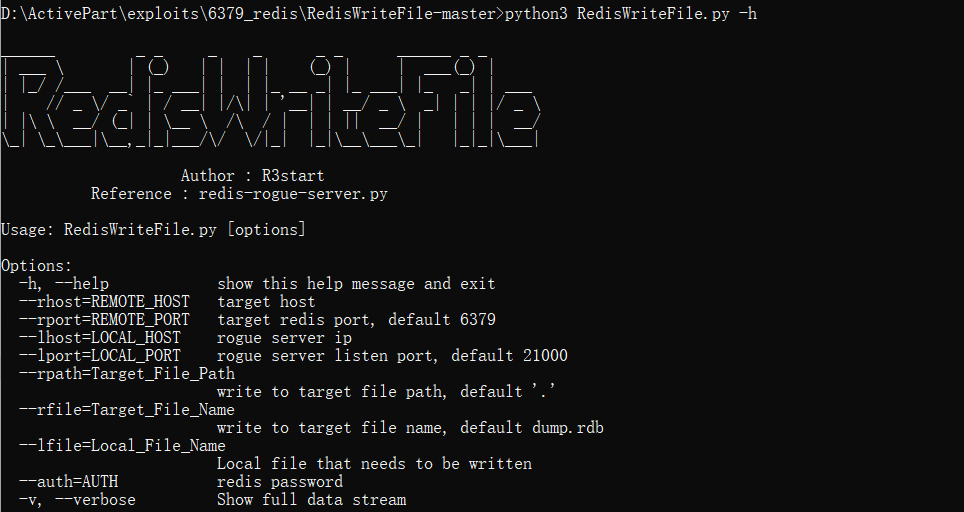 D:\ActivePart\exploits\6379_redis\RedisWriteFile-master>python3 RedisWriteFile.py -h
RedisWriteFile
Author : R3start
Reference : redis-rogue-server.py
Usage: RedisWriteFile.py [options]
Options:
-h, --help show this help message and exit
--rhost=REMOTE_HOST target host
--rport=REMOTE_PORT target redis port, default 6379
--lhost=LOCAL_HOST rogue server ip
--lport=LOCAL_PORT rogue server listen port, default 21000
--rpath=Target_File_Path
write to target file path, default '.'
--rfile=Target_File_Name
write to target file name, default dump.rdb
--lfile=Local_File_Name
Local file that needs to be written
--auth=AUTH redis password
-v, --verbose Show full data stream